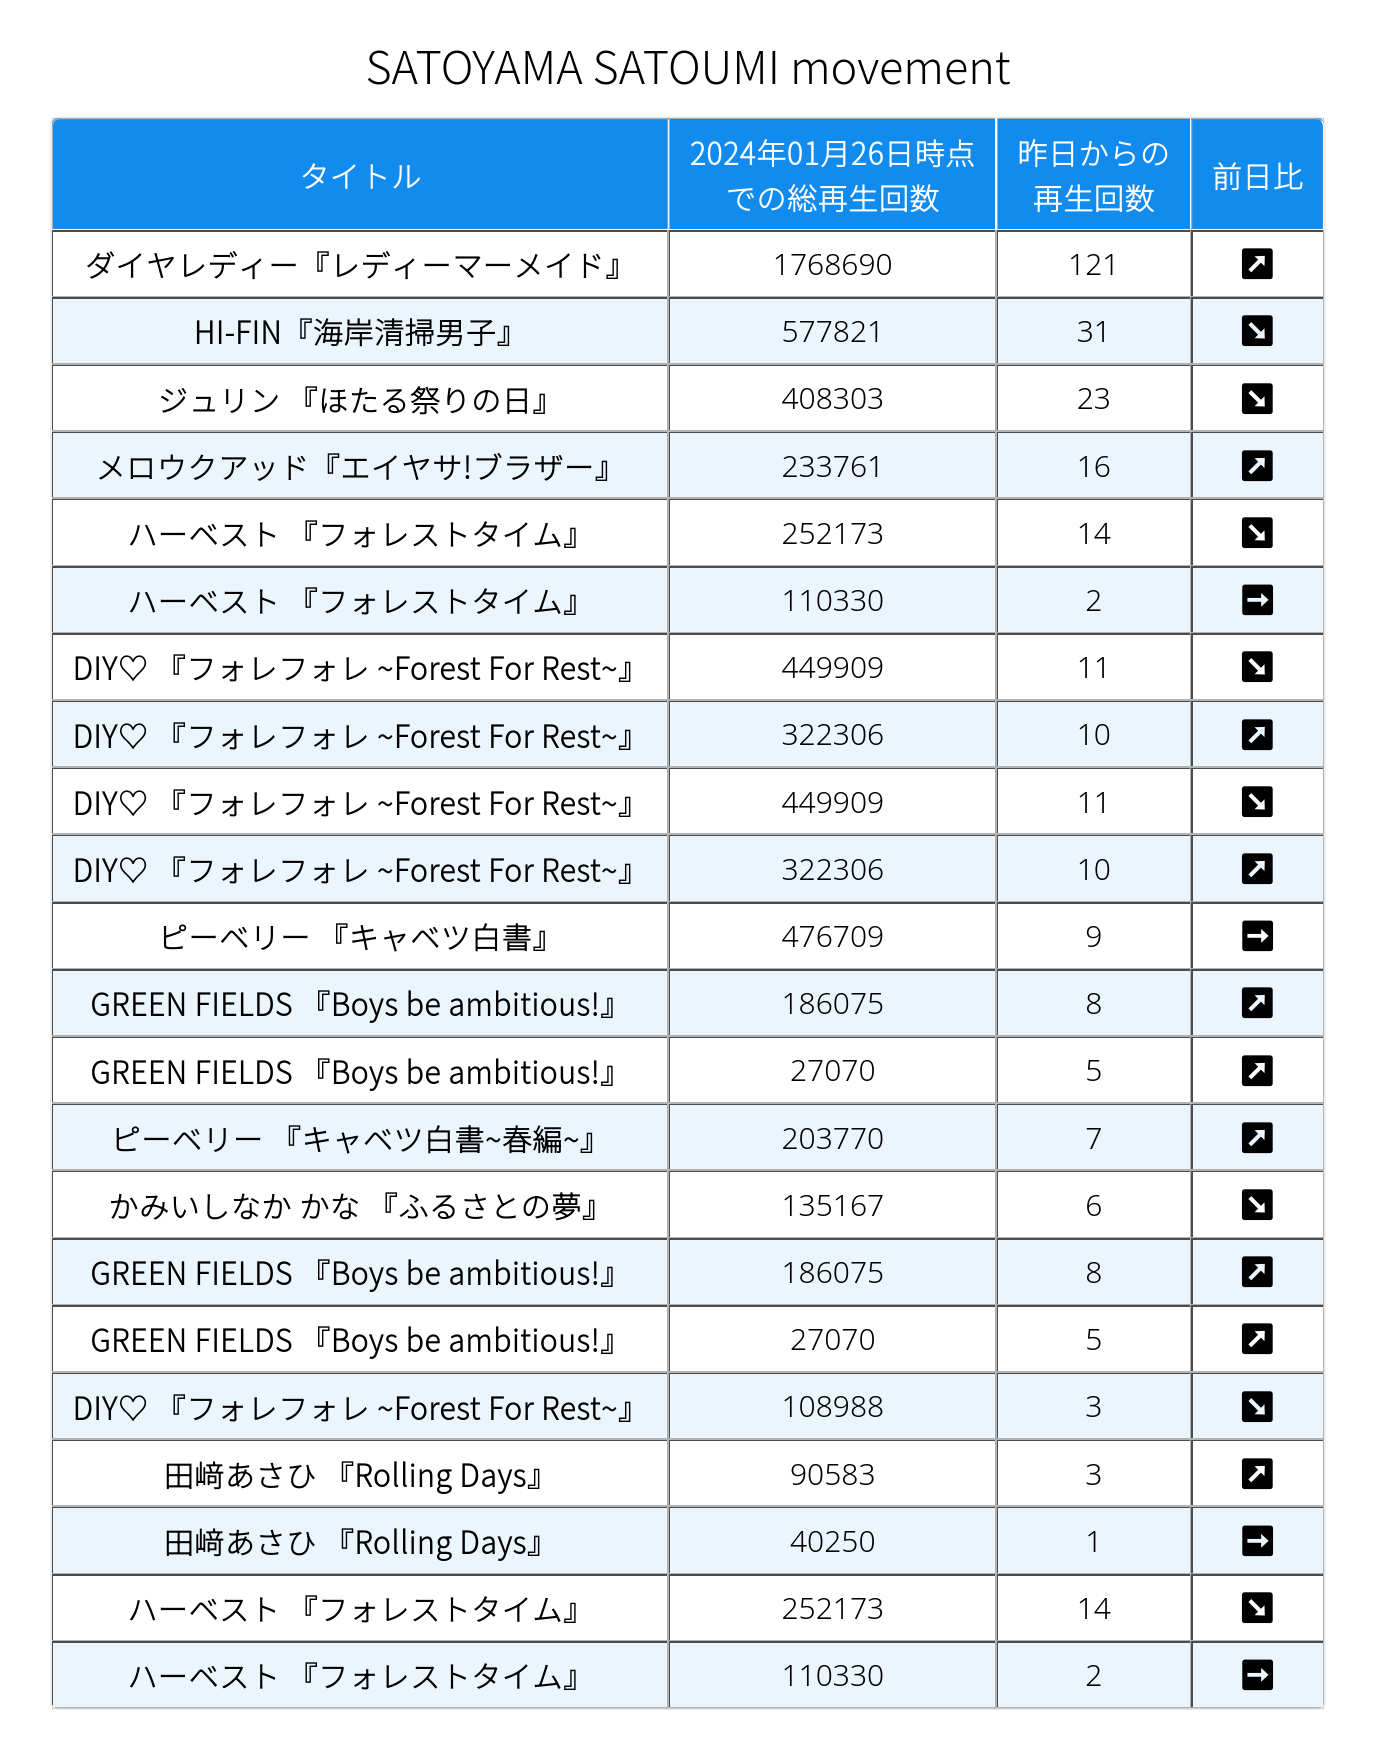 SATOYAMA SATOUMI movement
タイトル 2024年01月26日時点での総再生回数 昨日からの再生回数 前日比
ダイヤレディー『レディーマーメイド』 1768690 121 ↗
HI-FIN『海岸清掃男子』 577821 31 ↘
ジュリン 『ほたる祭りの日』 408303 23 ↘
メロウクアッド『エイヤサ!ブラザー』 233761 16 ↗
ハーベスト 『フォレストタイム』 252173 14 ↘
ハーベスト 『フォレストタイム』 110330 2 →
DIY♡ 『フォレフォレ ~Forest For Rest~』 449909 11 ↘
DIY♡ 『フォレフォレ ~Forest For Rest~』 322306 10 ↗
DIY♡ 『フォレフォレ ~Forest For Rest~』 449909 11 ↘
DIY♡ 『フォレフォレ ~Forest For Rest~』 322306 10 ↗
ピーベリー 『キャベツ白書』 476709 9 →
GREEN FIELDS 『Boys be ambitious!』 186075 8 ↗
GREEN FIELDS 『Boys be ambitious!』 27070 5 ↗
ピーベリー 『キャベツ白書~春編~』 203770 7 ↗
かみいしなか かな 『ふるさとの夢』 135167 6 ↘
GREEN FIELDS 『Boys be ambitious!』 186075 8 ↗
GREEN FIELDS 『Boys be ambitious!』 27070 5 ↗
DIY♡ 『フォレフォレ ~Forest For Rest~』 108988 3 ↘
田﨑あさひ 『Rolling Days』 90583 3 ↗
田﨑あさひ 『Rolling Days』 40250 1 →
ハーベスト 『フォレストタイム』 252173 14 ↘
ハーベスト 『フォレストタイム』 110330 2 →